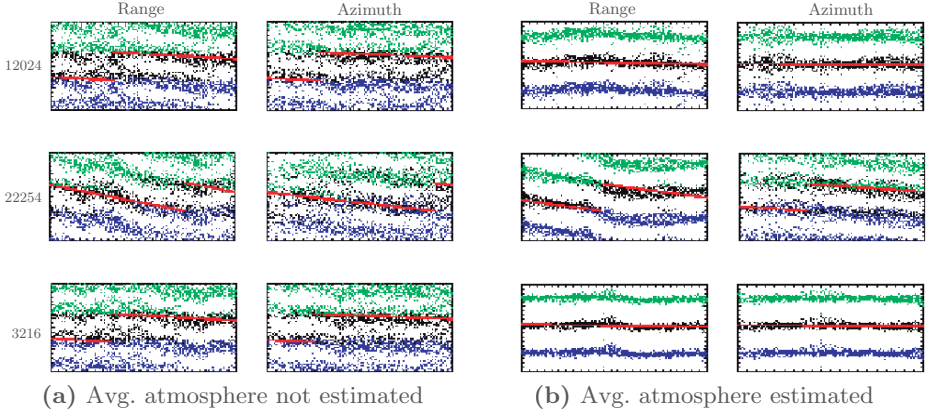 Range Azimuth Range Azimuth
12024
22254
3216
(a) Avg. atmosphere not estimated (b) Avg. atmosphere estimated